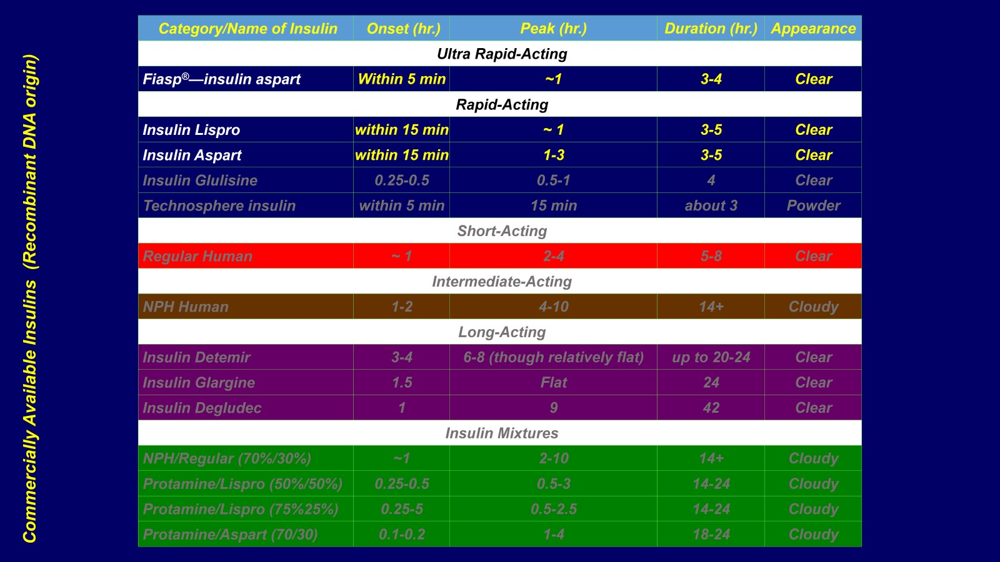 Commercially Available Insulins (Recombinant DNA origin)
Category/Name of Insulin Onset (hr.) Peak (hr.) Duration (hr.) Appearance
Ultra Rapid-Acting
Fiasp®—insulin aspart Within 5 min ~1 3-4 Clear
Rapid-Acting
Insulin Lispro within 15 min ~ 1 3-5 Clear
Insulin Aspart within 15 min 1-3 3-5 Clear
Insulin Glulisine 0.25-0.5 0.5-1 4 Clear
Technosphere insulin within 5 min 15 min about 3 Powder
Short-Acting
Regular Human ~ 1 2-4 5-8 Clear
Intermediate-Acting
NPH Human 1-2 4-10 14+ Cloudy
Long-Acting
Insulin Detemir 3-4 6-8 (though relatively flat) up to 20-24 Clear
Insulin Glargine 1.5 Flat 24 Clear
Insulin Degludec 1 9 42 Clear
Insulin Mixtures
NPH/Regular (70%/30%) ~1 2-10 14+ Cloudy
Protamine/Lispro (50%/50%) 0.25-0.5 0.5-3 14-24 Cloudy
Protamine/Lispro (75%25%) 0.25-5 0.5-2.5 14-24 Cloudy
Protamine/Aspart (70/30) 0.1-0.2 1-4 18-24 Cloudy